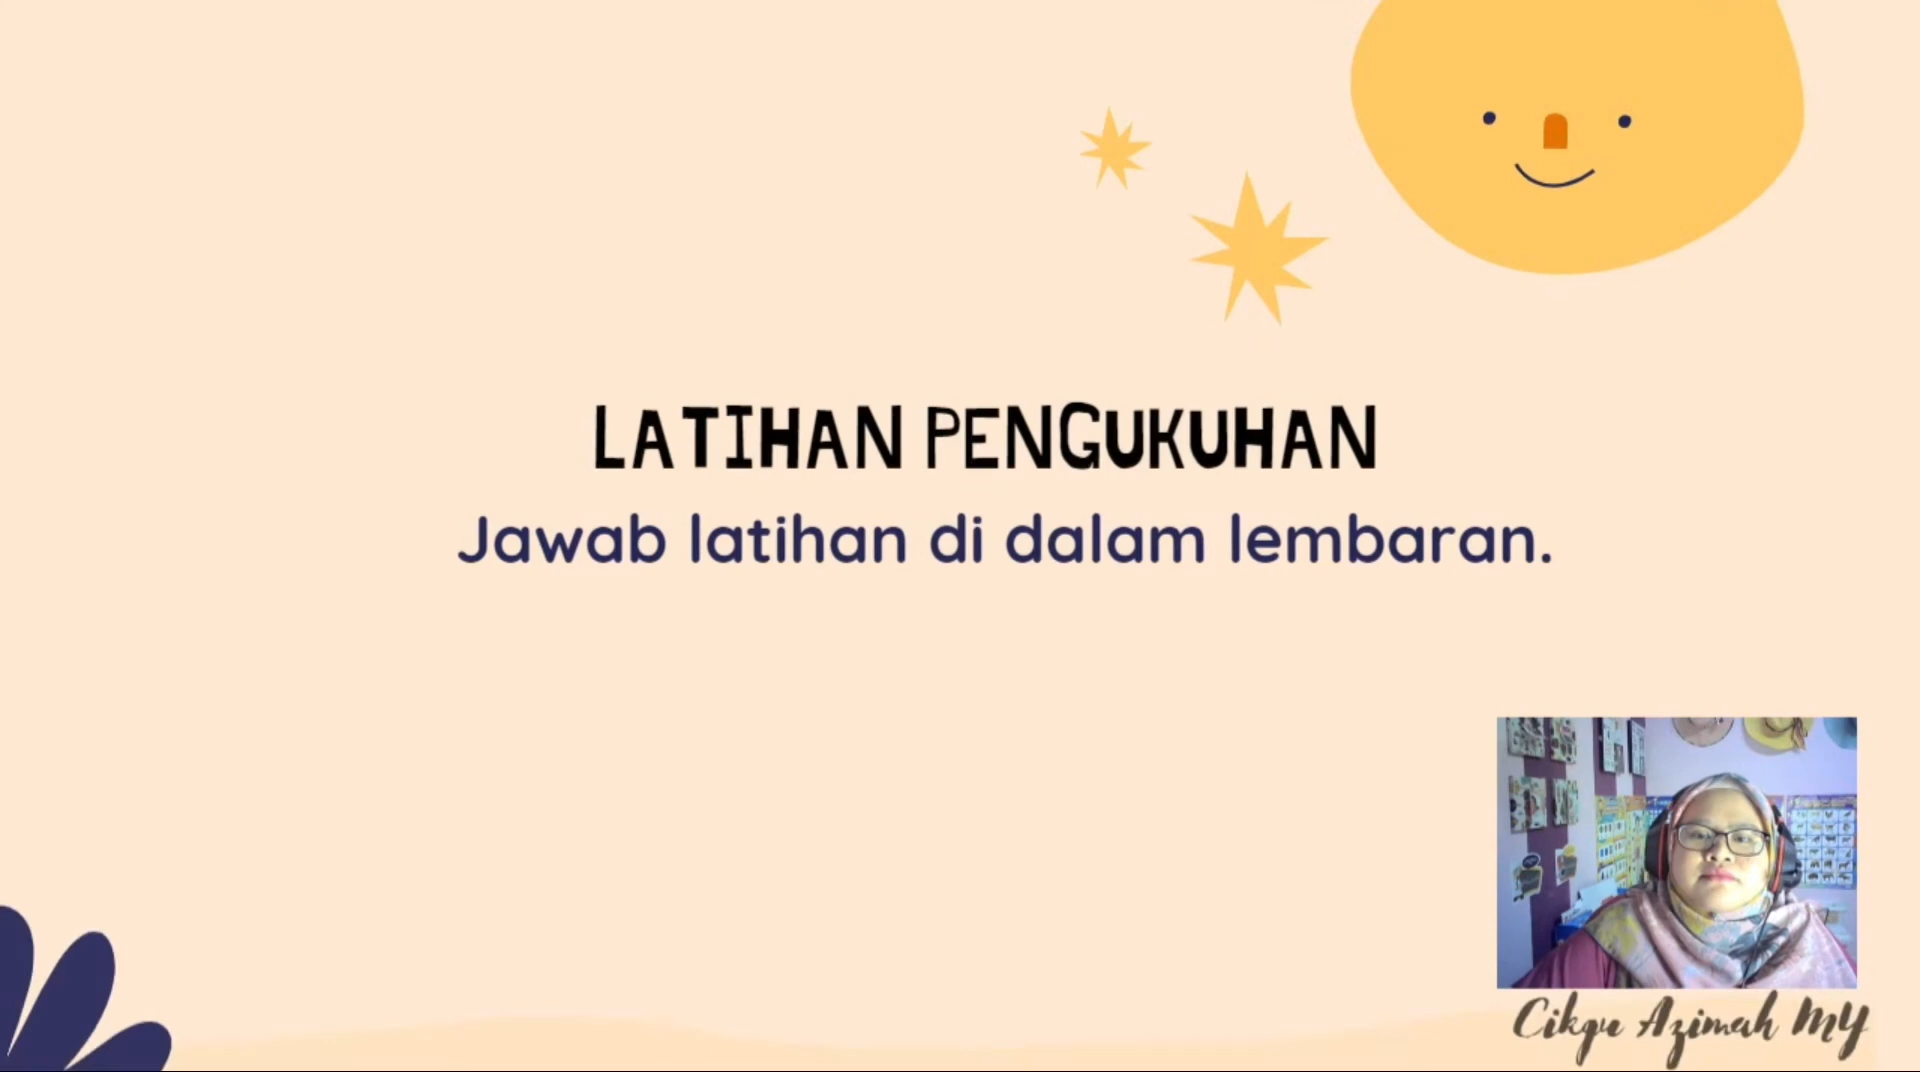 LATIHAN PENGUKUHAN
Jawab latihan di dalam lembaran.
Cikgu Azimah MY